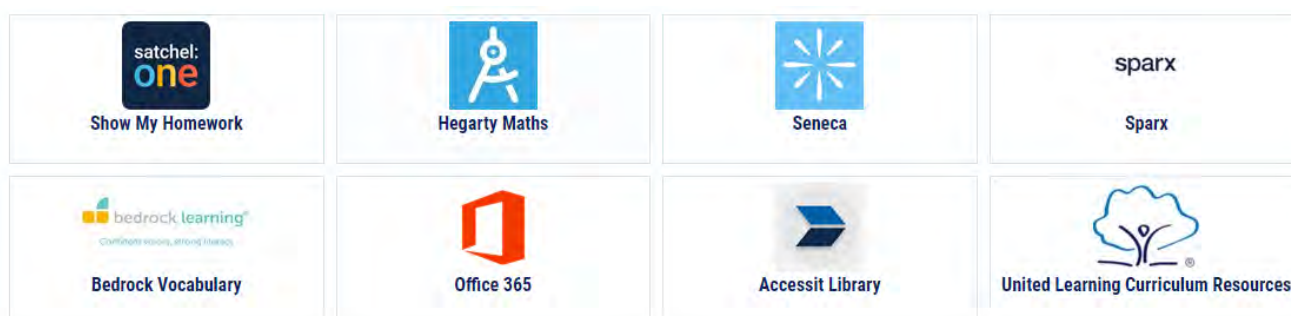 satchel:
one
Show My Homework
Hegarty Maths
Seneca
sparx
Sparx
bedrock learning
Bedrock Vocabulary
Office 365
Accessit Library
®
United Learning Curriculum Resources